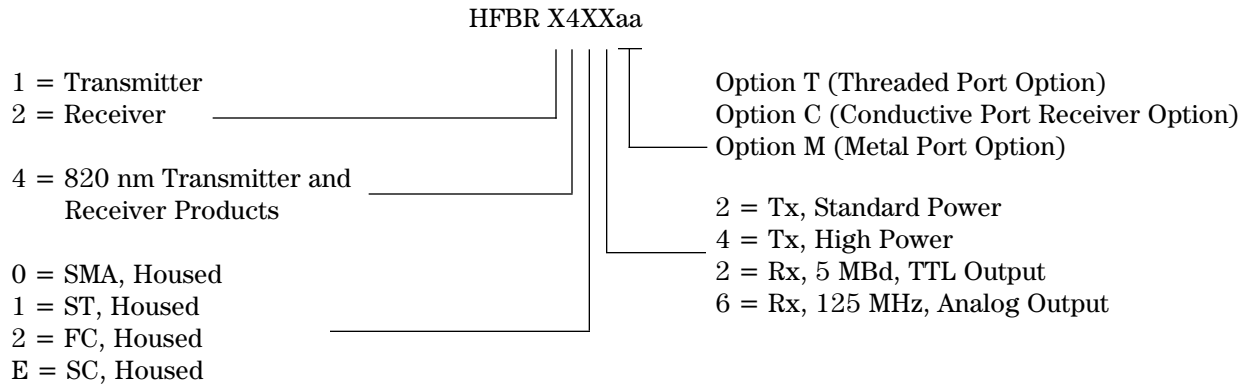 HFBR X4XXaa
1 = Transmitter
2 = Receiver
4 = 820 nm Transmitter and
Receiver Products
0 = SMA, Housed
1 = ST, Housed
2 = FC, Housed
E = SC, Housed
Option T (Threaded Port Option)
Option C (Conductive Port Receiver Option)
Option M (Metal Port Option)
2 = Tx, Standard Power
4 = Tx, High Power
2 = Rx, 5 MBd, TTL Output
6 = Rx, 125 MHz, Analog Output